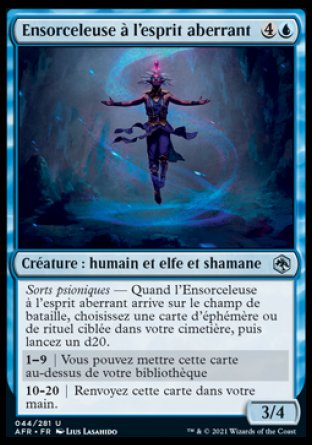 Ensorceleuse à l'esprit aberrant 4
Créature : humain et elfe et shamane
Sorts psioniques — Quand l'Ensorceleuse
à l'esprit aberrant arrive sur le champ de
bataille, choisissez une carte d'éphémère ou
de rituel ciblée dans votre cimetière, puis
lancez un d20.
1–9 | Vous pouvez mettre cette carte
au-dessus de votre bibliothèque
10–20 | Renvoyez cette carte dans votre
main.
3/4
044/281 U
AFR • FR Lius Lasahido
™ & © 2021 Wizards of the Coast